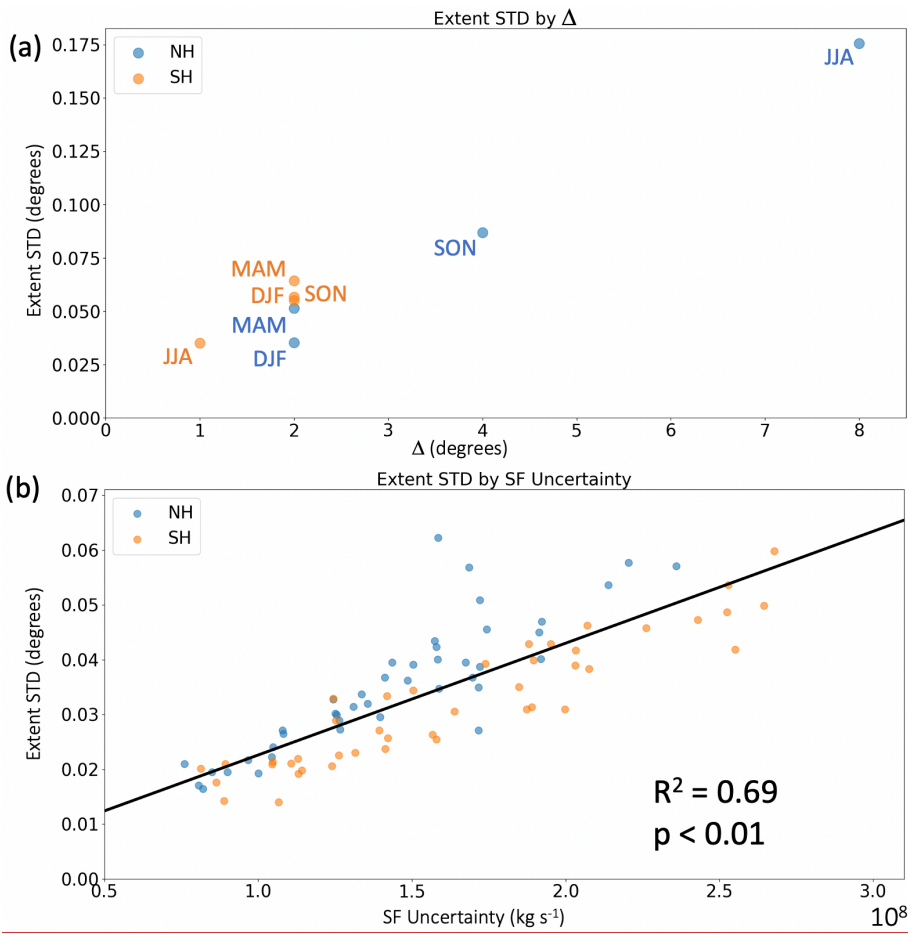 Extent STD by Δ
(a)
NH
SH
Extent STD (degrees)
0.175
0.150
0.125
0.100
0.075
0.050
0.025
0.000
JJA
SON
MAM
DJF
SON
MAM
DJF
JJA
0 1 2 3 4 5 6 7 8
Δ (degrees)
(b)
Extent STD by SF Uncertainty
NH
SH
Extent STD (degrees)
0.07
0.06
0.05
0.04
0.03
0.02
0.01
0.00
R² = 0.69
p < 0.01
0.5 1.0 1.5 2.0 2.5 3.0
10⁸
SF Uncertainty (kg s⁻¹)